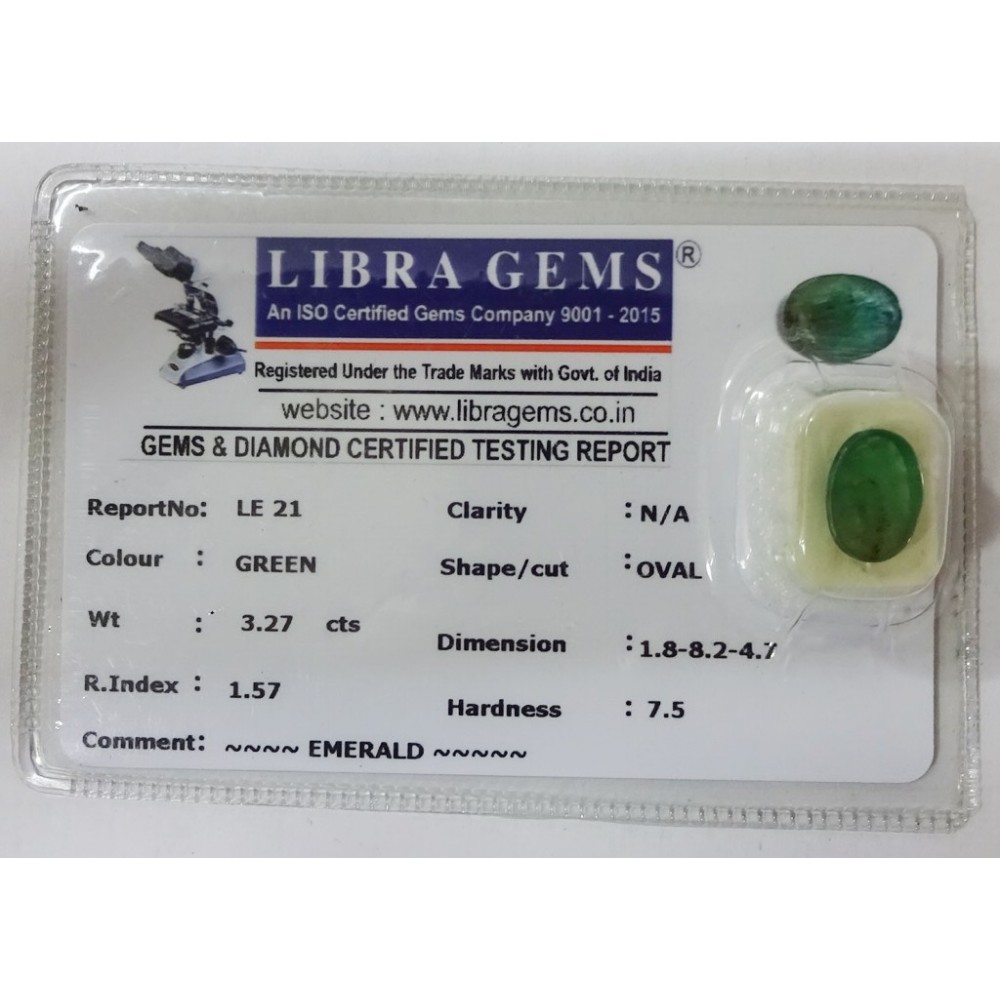 LIBRA GEMS ®
An ISO Certified Gems Company 9001 - 2015
Registered Under the Trade Marks with Govt. of India
website : www.libragems.co.in
GEMS & DIAMOND CERTIFIED TESTING REPORT
ReportNo: LE 21
Colour : GREEN
Wt : 3.27 cts
R.Index : 1.57
Clarity : N/A
Shape/cut : OVAL
Dimension : 1.8-8.2-4.7
Hardness : 7.5
Comment: ~~~~ EMERALD ~~~~~